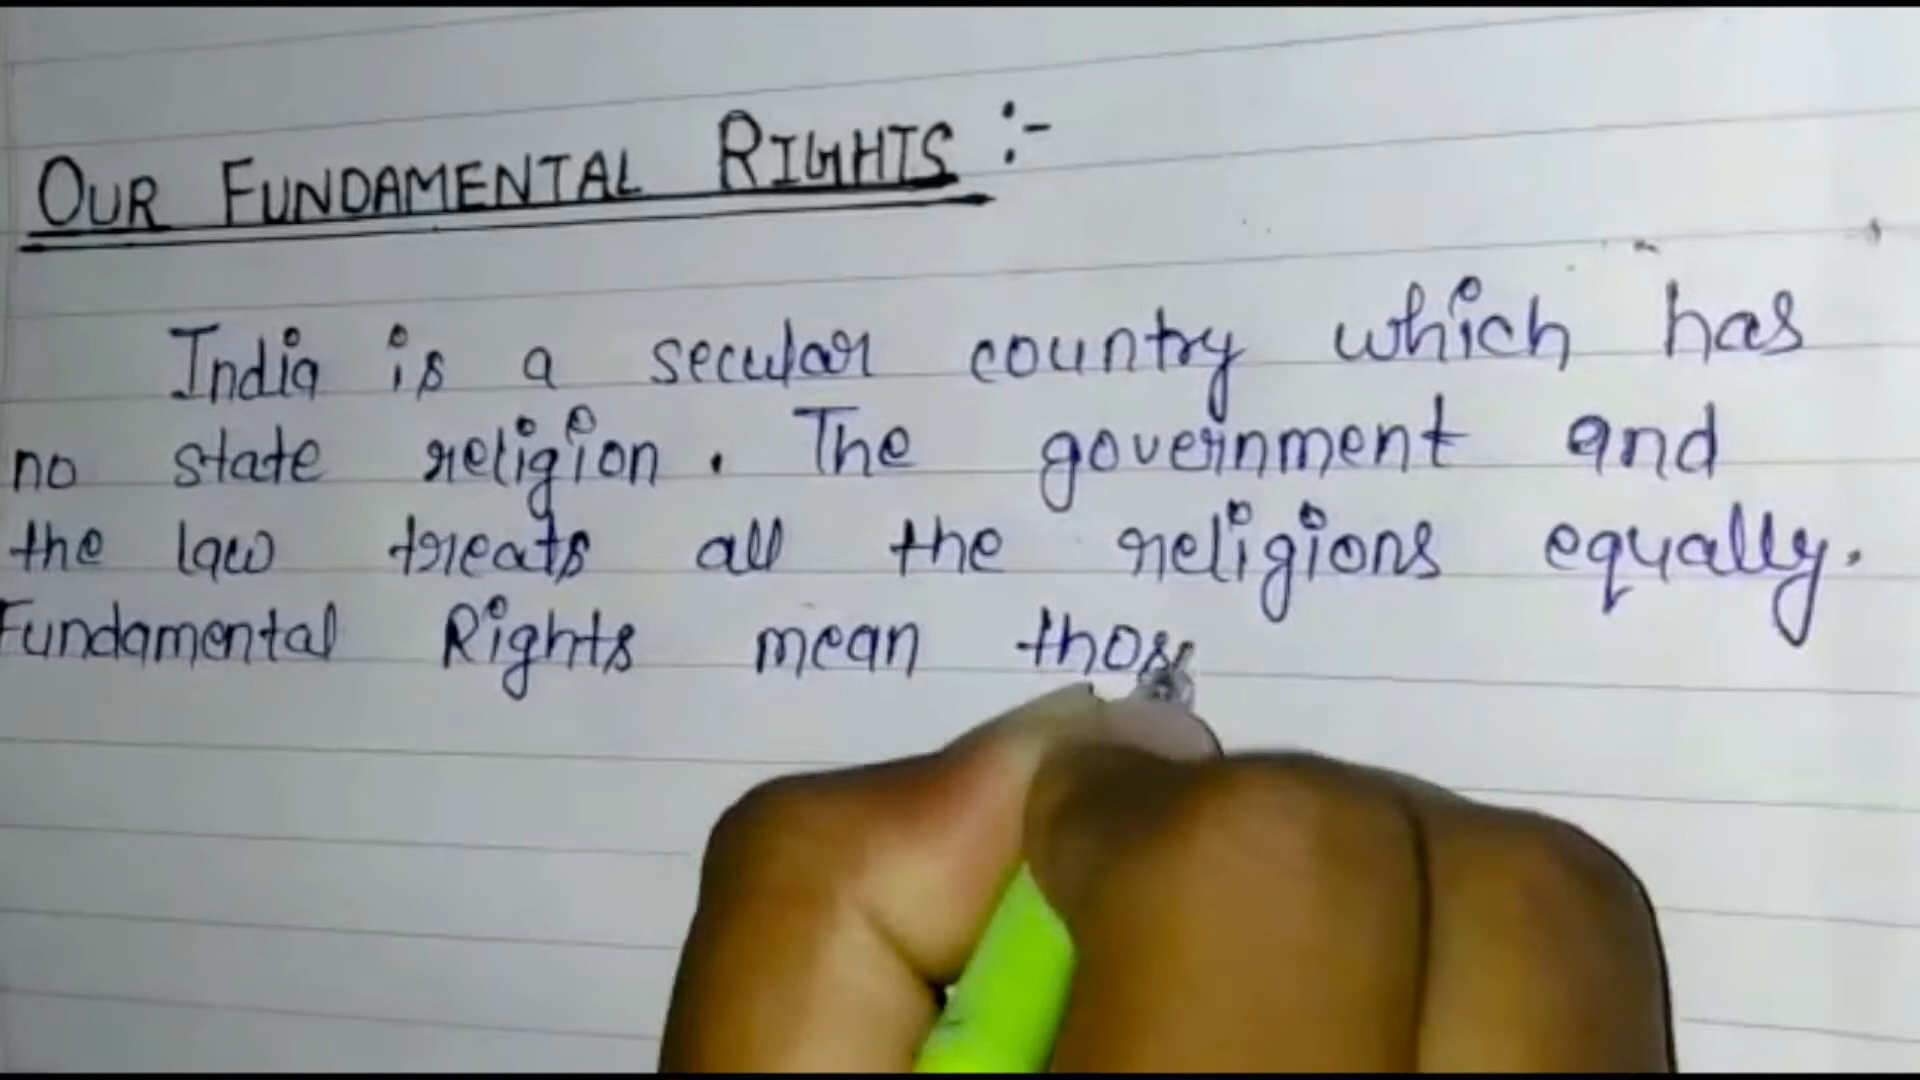 OUR FUNDAMENTAL RIGHTS :-
India is a secular country which has
no state religion. The government and
the law treats all the religions equally.
Fundamental Rights mean thos